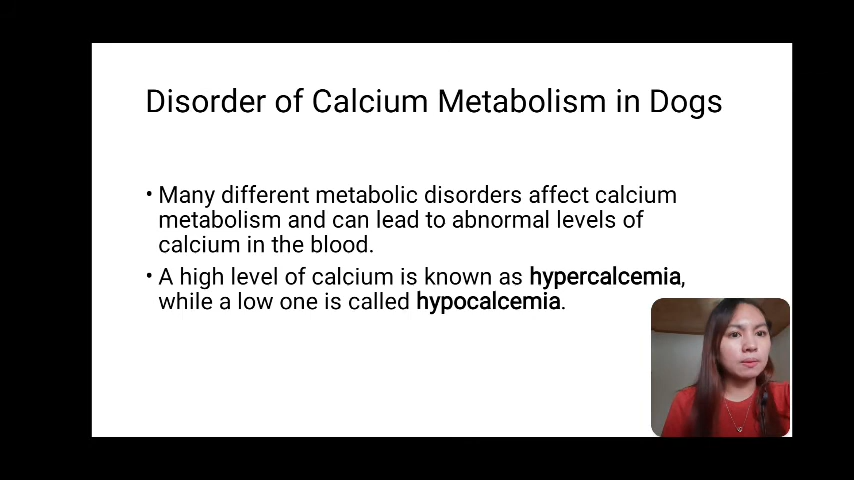 Disorder of Calcium Metabolism in Dogs
• Many different metabolic disorders affect calcium
metabolism and can lead to abnormal levels of
calcium in the blood.
• A high level of calcium is known as hypercalcemia,
while a low one is called hypocalcemia.